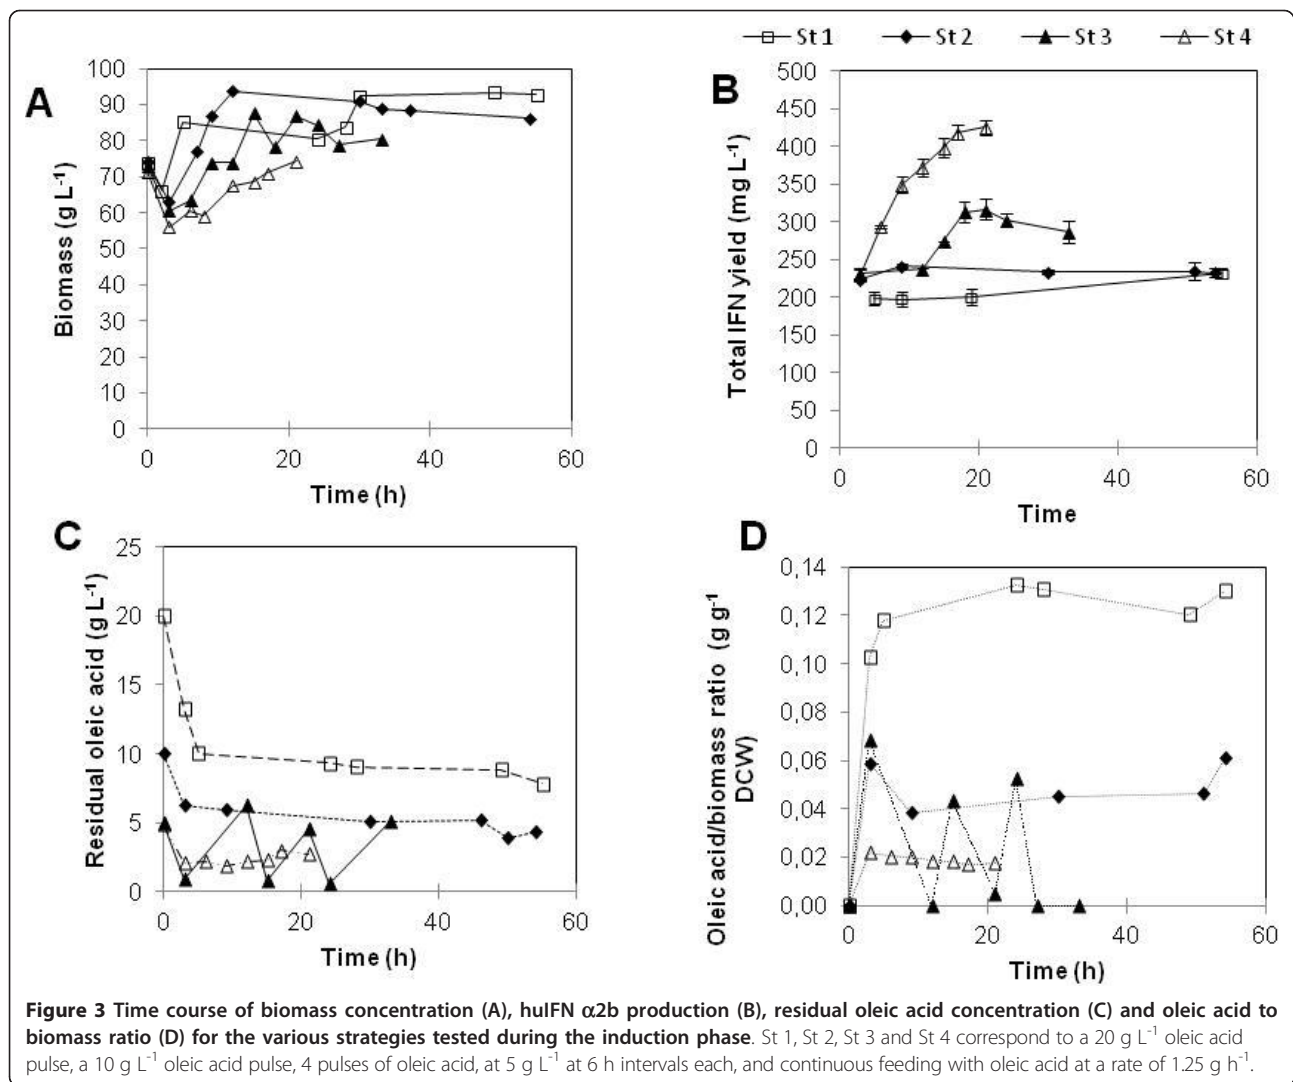 St 1 St 2 St 3 St 4
A
Biomass (g L⁻¹)
100
90
80
70
60
50
40
30
20
10
0
0 20 40 60
Time (h)
B
Total IFN yield (mg L⁻¹)
500
450
400
350
300
250
200
150
100
50
0
0 20 40 60
Time
C
Residual oleic acid (g L⁻¹)
25
20
15
10
5
0
0 20 40 60
Time (h)
D
Oleic acid/biomass ratio (g g⁻¹
DCW)
0,14
0,12
0,10
0,08
0,06
0,04
0,02
0,00
0 20 40 60
Time (h)
Figure 3 Time course of biomass concentration (A), huIFN α2b production (B), residual oleic acid concentration (C) and oleic acid to
biomass ratio (D) for the various strategies tested during the induction phase. St 1, St 2, St 3 and St 4 correspond to a 20 g L⁻¹ oleic acid
pulse, a 10 g L⁻¹ oleic acid pulse, 4 pulses of oleic acid, at 5 g L⁻¹ at 6 h intervals each, and continuous feeding with oleic acid at a rate of 1.25 g h⁻¹.